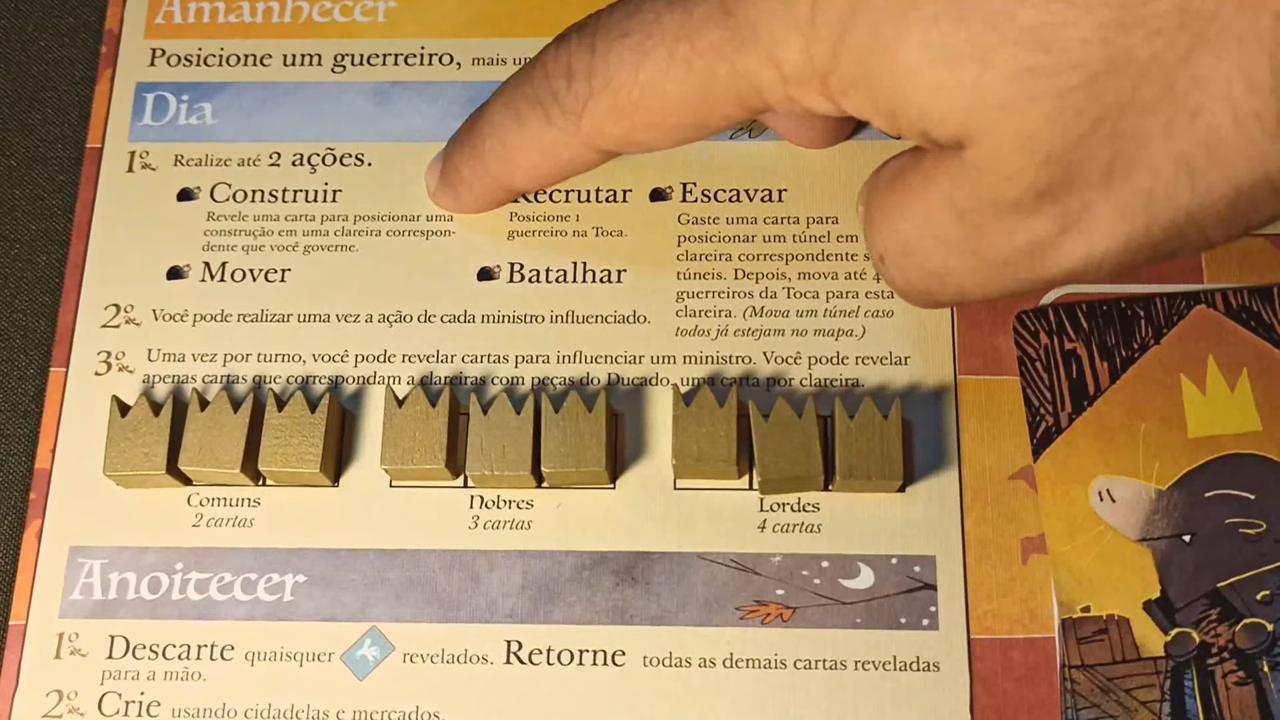 Amanhecer
Posicione um guerreiro, mais
Dia
1º Realize até 2 ações.
Construir
Revele uma carta para posicionar uma
construção em uma clareira correspon-
dente que você governe.
Recrutar
Posicione 1
guerreiro na Toca.
Escavar
Gaste uma carta para
posicionar um túnel em
clareira correspondente
túneis. Depois, mova até 4
guerreiros da Toca para esta
clareira. (Mova um túnel caso
todos já estejam no mapa.)
Mover
Batalhar
2º Você pode realizar uma vez a ação de cada ministro influenciado.
3º Uma vez por turno, você pode revelar cartas para influenciar um ministro. Você pode revelar
apenas cartas que correspondam a clareiras com peças do Ducado, uma carta por clareira.
Comuns
2 cartas
Nobres
3 cartas
Lordes
4 cartas
Anoitecer
1º Descarte quaisquer revelados. Retorne todas as demais cartas reveladas
para a mão.
2º Crie usando cidadelas e mercados.